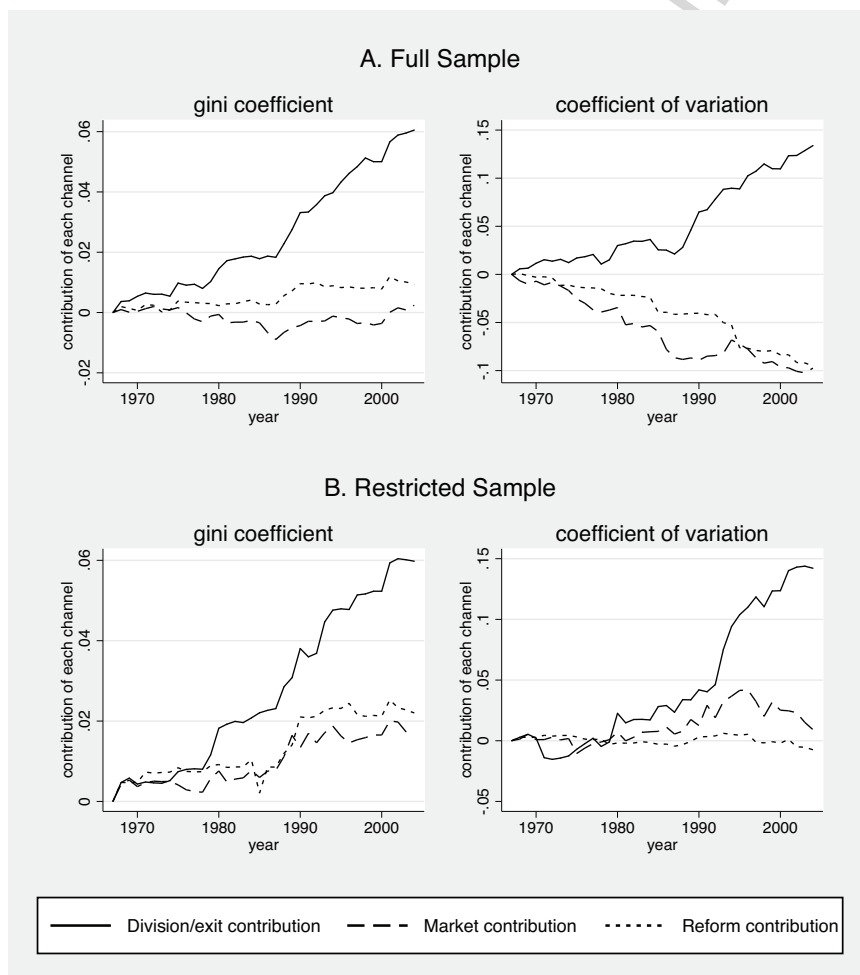 A. Full Sample
gini coefficient
contribution of each channel
-.02 0 .02 .04 .06
1970 1980 1990 2000
year
coefficient of variation
contribution of each channel
-.1 -.05 0 .05 .1 .15
1970 1980 1990 2000
year
B. Restricted Sample
gini coefficient
contribution of each channel
0 .02 .04 .06
1970 1980 1990 2000
year
coefficient of variation
contribution of each channel
-.05 0 .05 .1 .15
1970 1980 1990 2000
year
Division/exit contribution Market contribution Reform contribution